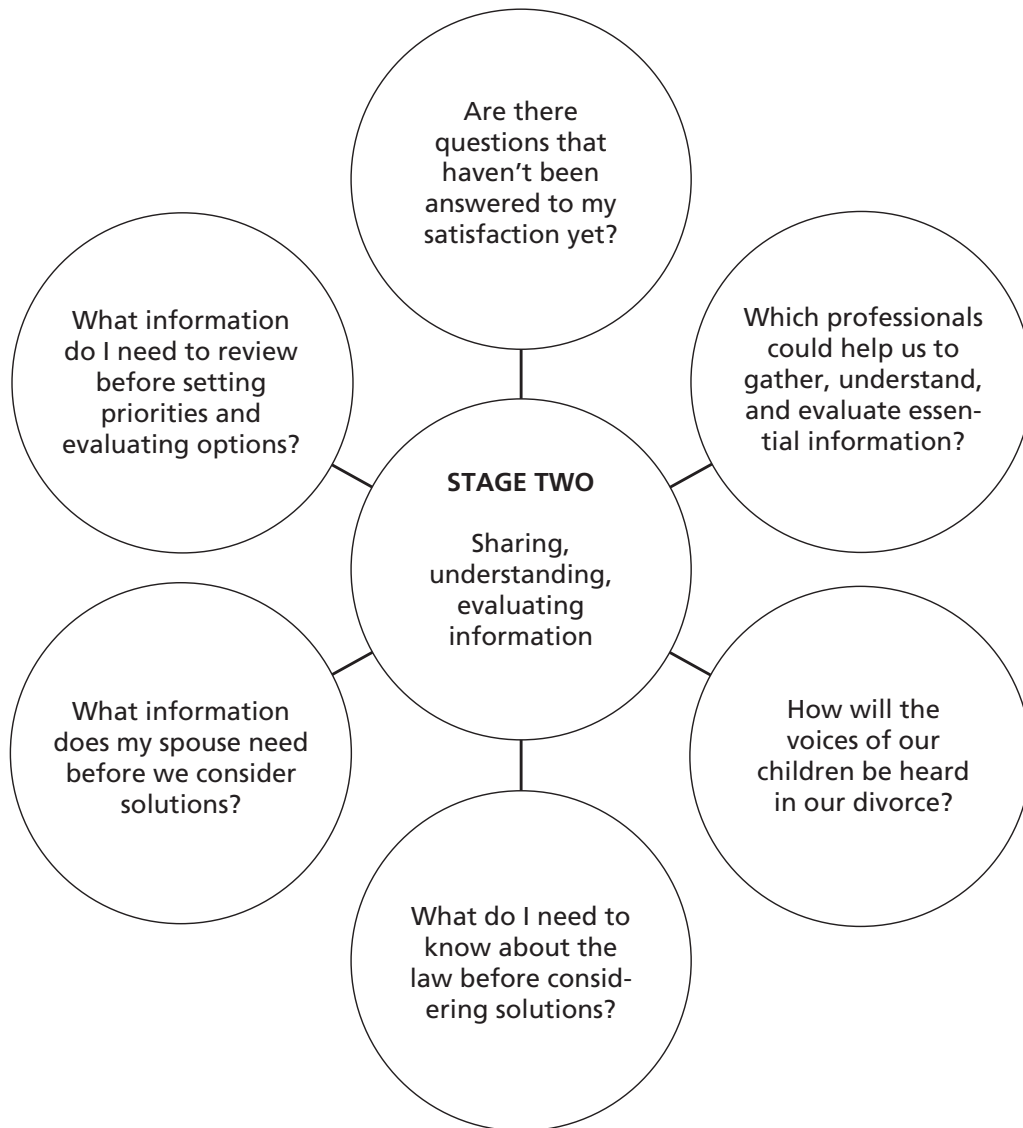 Are there
questions that
haven’t been
answered to my
satisfaction yet?
What information
do I need to review
before setting
priorities and
evaluating options?
Which professionals
could help us to
gather, understand,
and evaluate essen-
tial information?
STAGE TWO
Sharing,
understanding,
evaluating
information
What information
does my spouse need
before we consider
solutions?
How will the
voices of our
children be heard
in our divorce?
What do I need to
know about the
law before consid-
ering solutions?